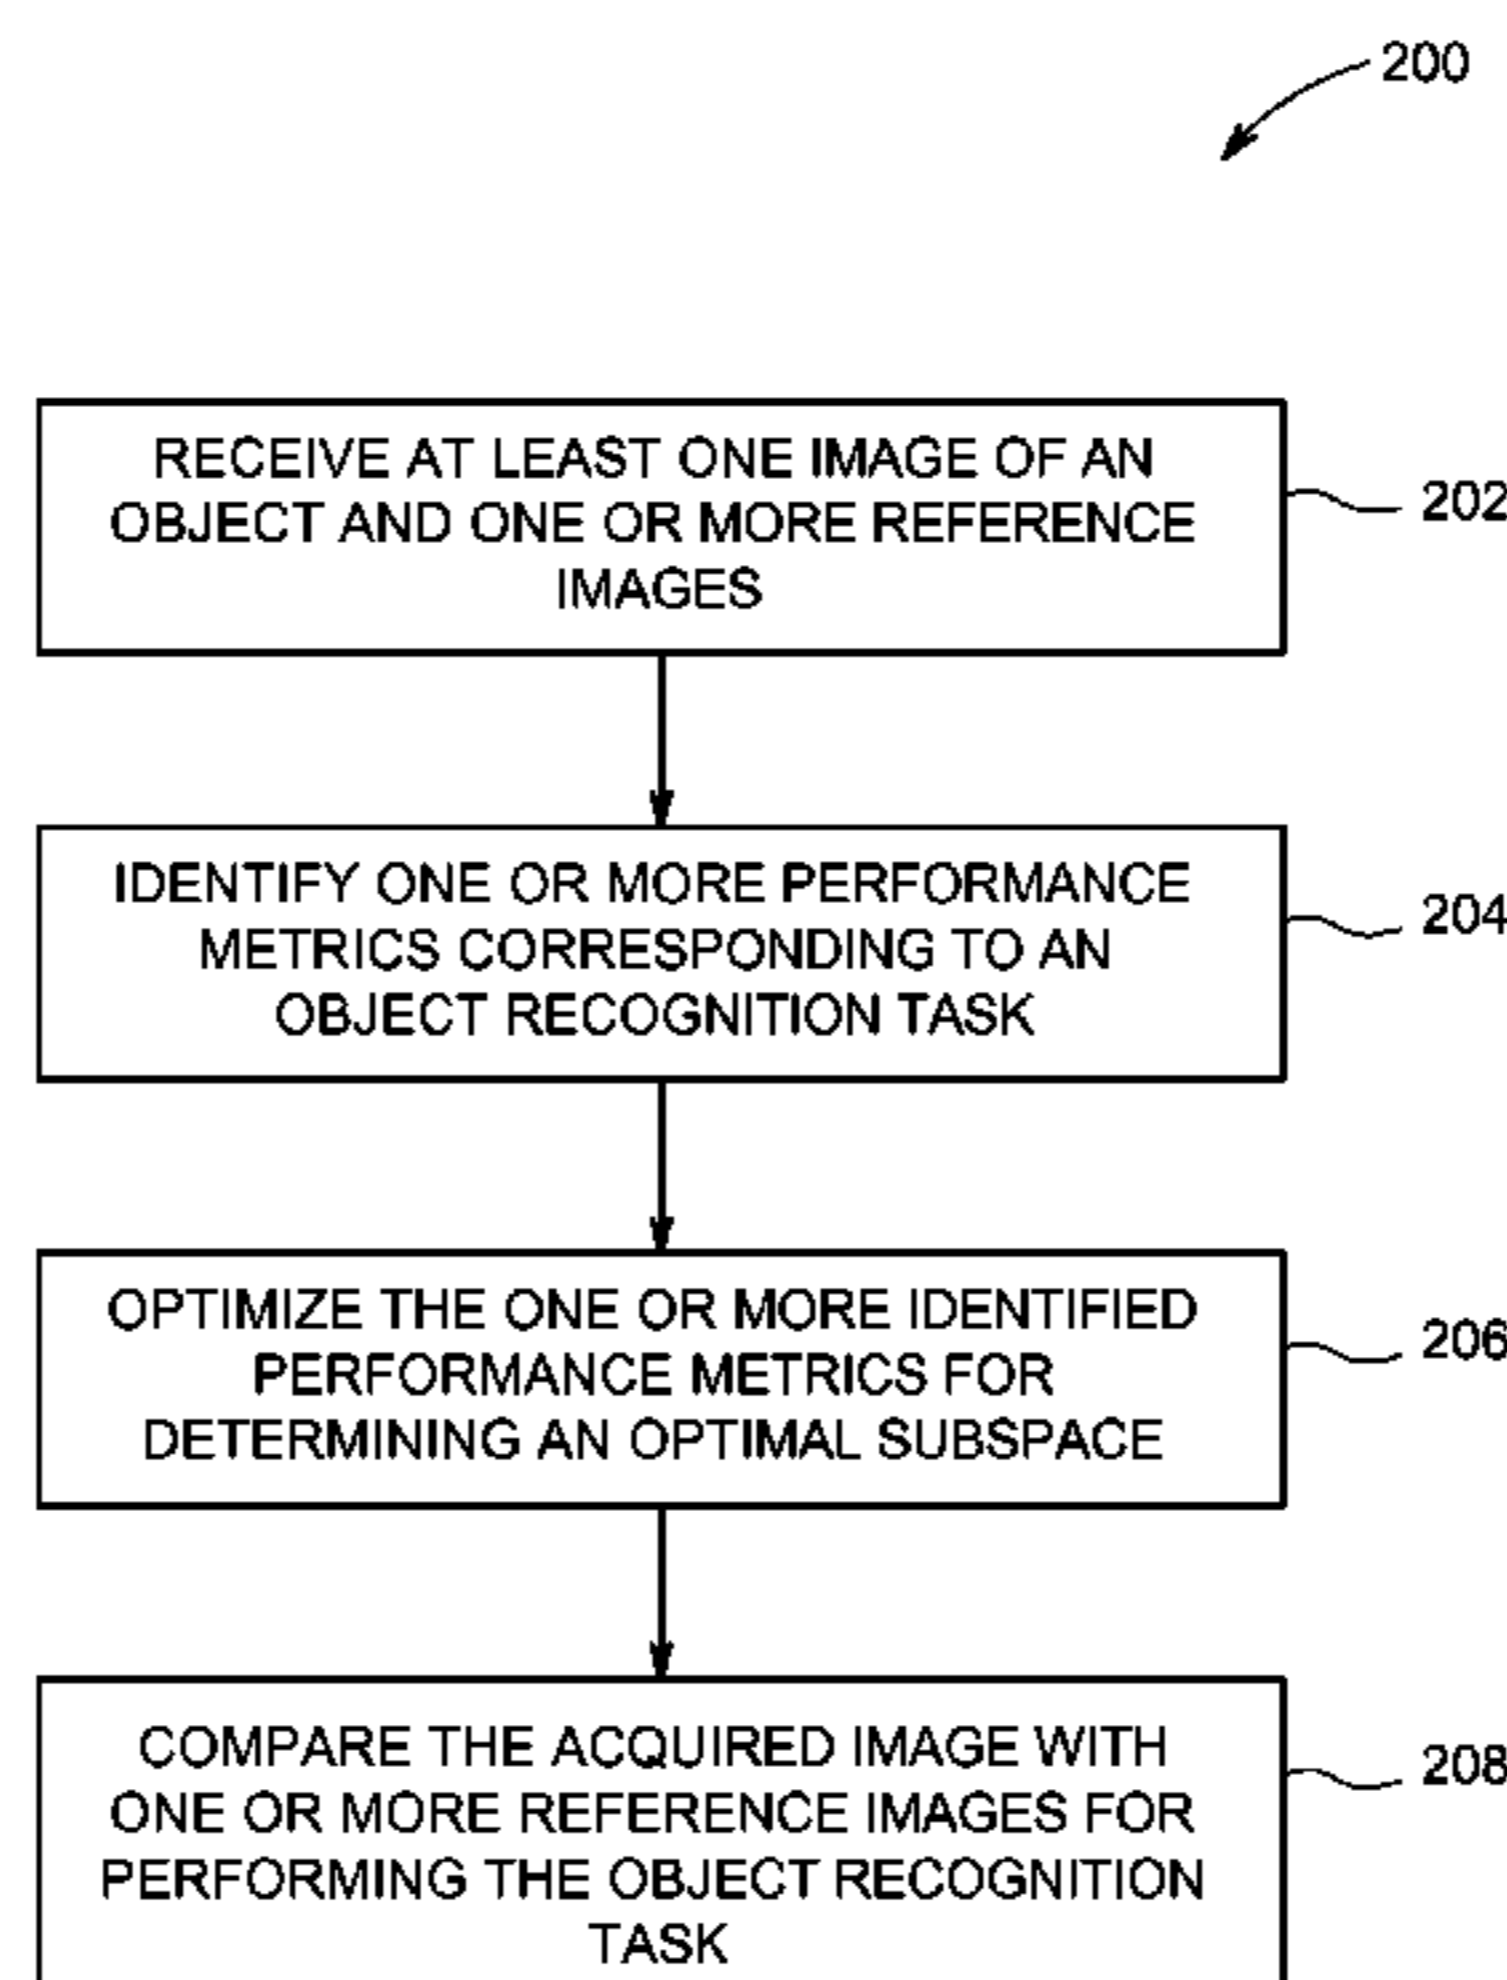 200
RECEIVE AT LEAST ONE IMAGE OF AN
OBJECT AND ONE OR MORE REFERENCE
IMAGES
202
IDENTIFY ONE OR MORE PERFORMANCE
METRICS CORRESPONDING TO AN
OBJECT RECOGNITION TASK
204
OPTIMIZE THE ONE OR MORE IDENTIFIED
PERFORMANCE METRICS FOR
DETERMINING AN OPTIMAL SUBSPACE
206
COMPARE THE ACQUIRED IMAGE WITH
ONE OR MORE REFERENCE IMAGES FOR
PERFORMING THE OBJECT RECOGNITION
TASK
208